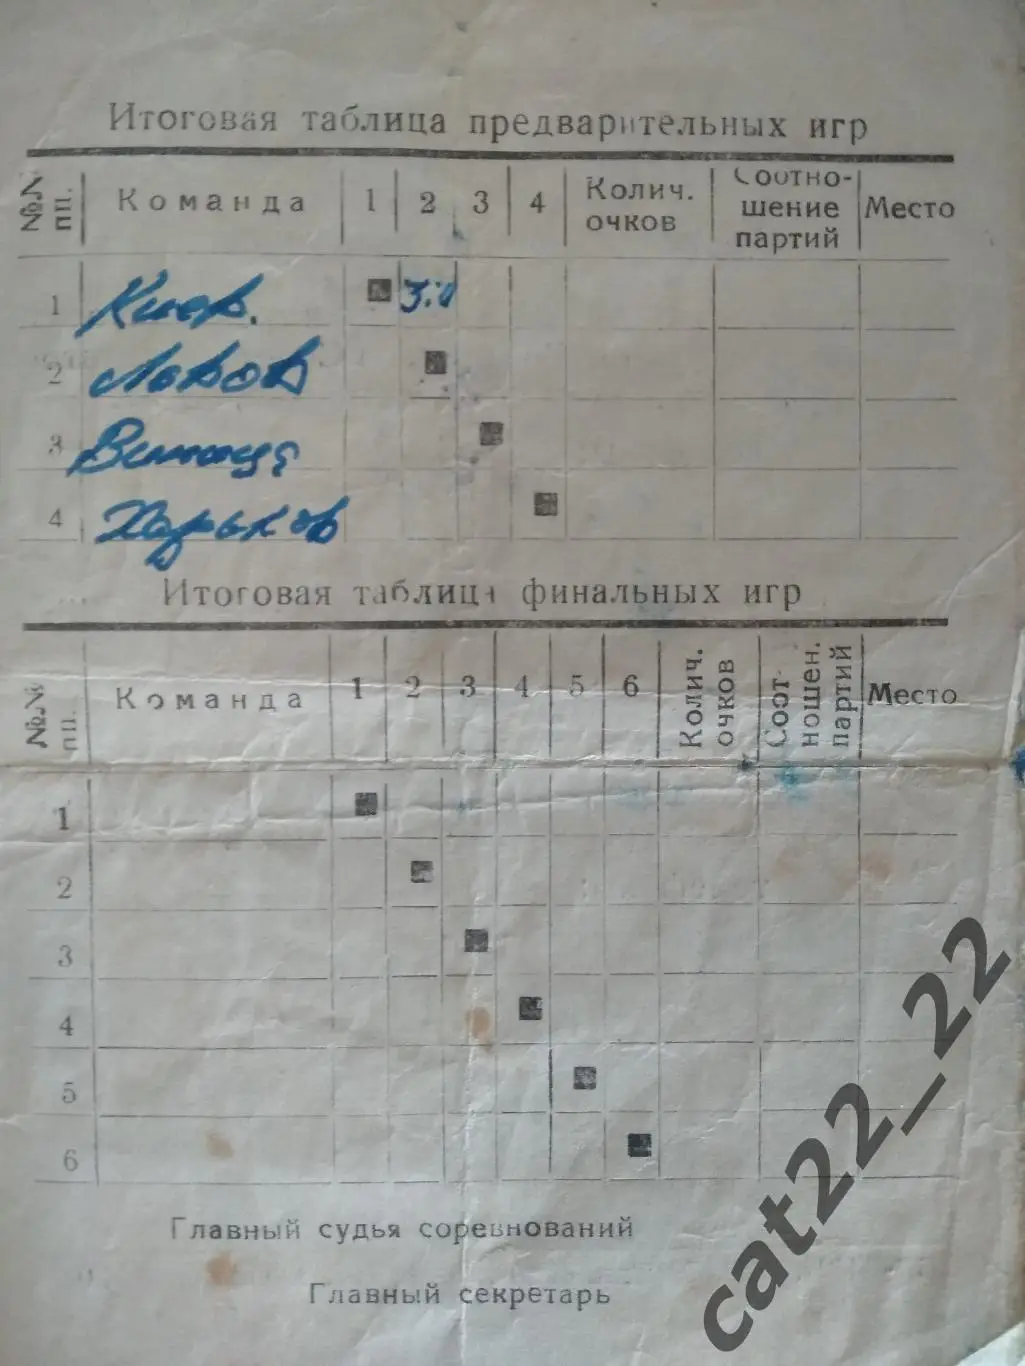 Итоговая таблица предварительных игр
№№ пп. Команда 1 2 3 4 Колич. очков Соотно-шение партий Место
1 Киев. 3:0
2 Львов
3 Винница
4 Харьков
Итоговая таблица финальных игр
№№ пп. Команда 1 2 3 4 5 6 Колич. очков Соот-ношен. партий Место
1
2
3
4
5
6
Главный судья соревнований
Главный секретарь
cat22_22